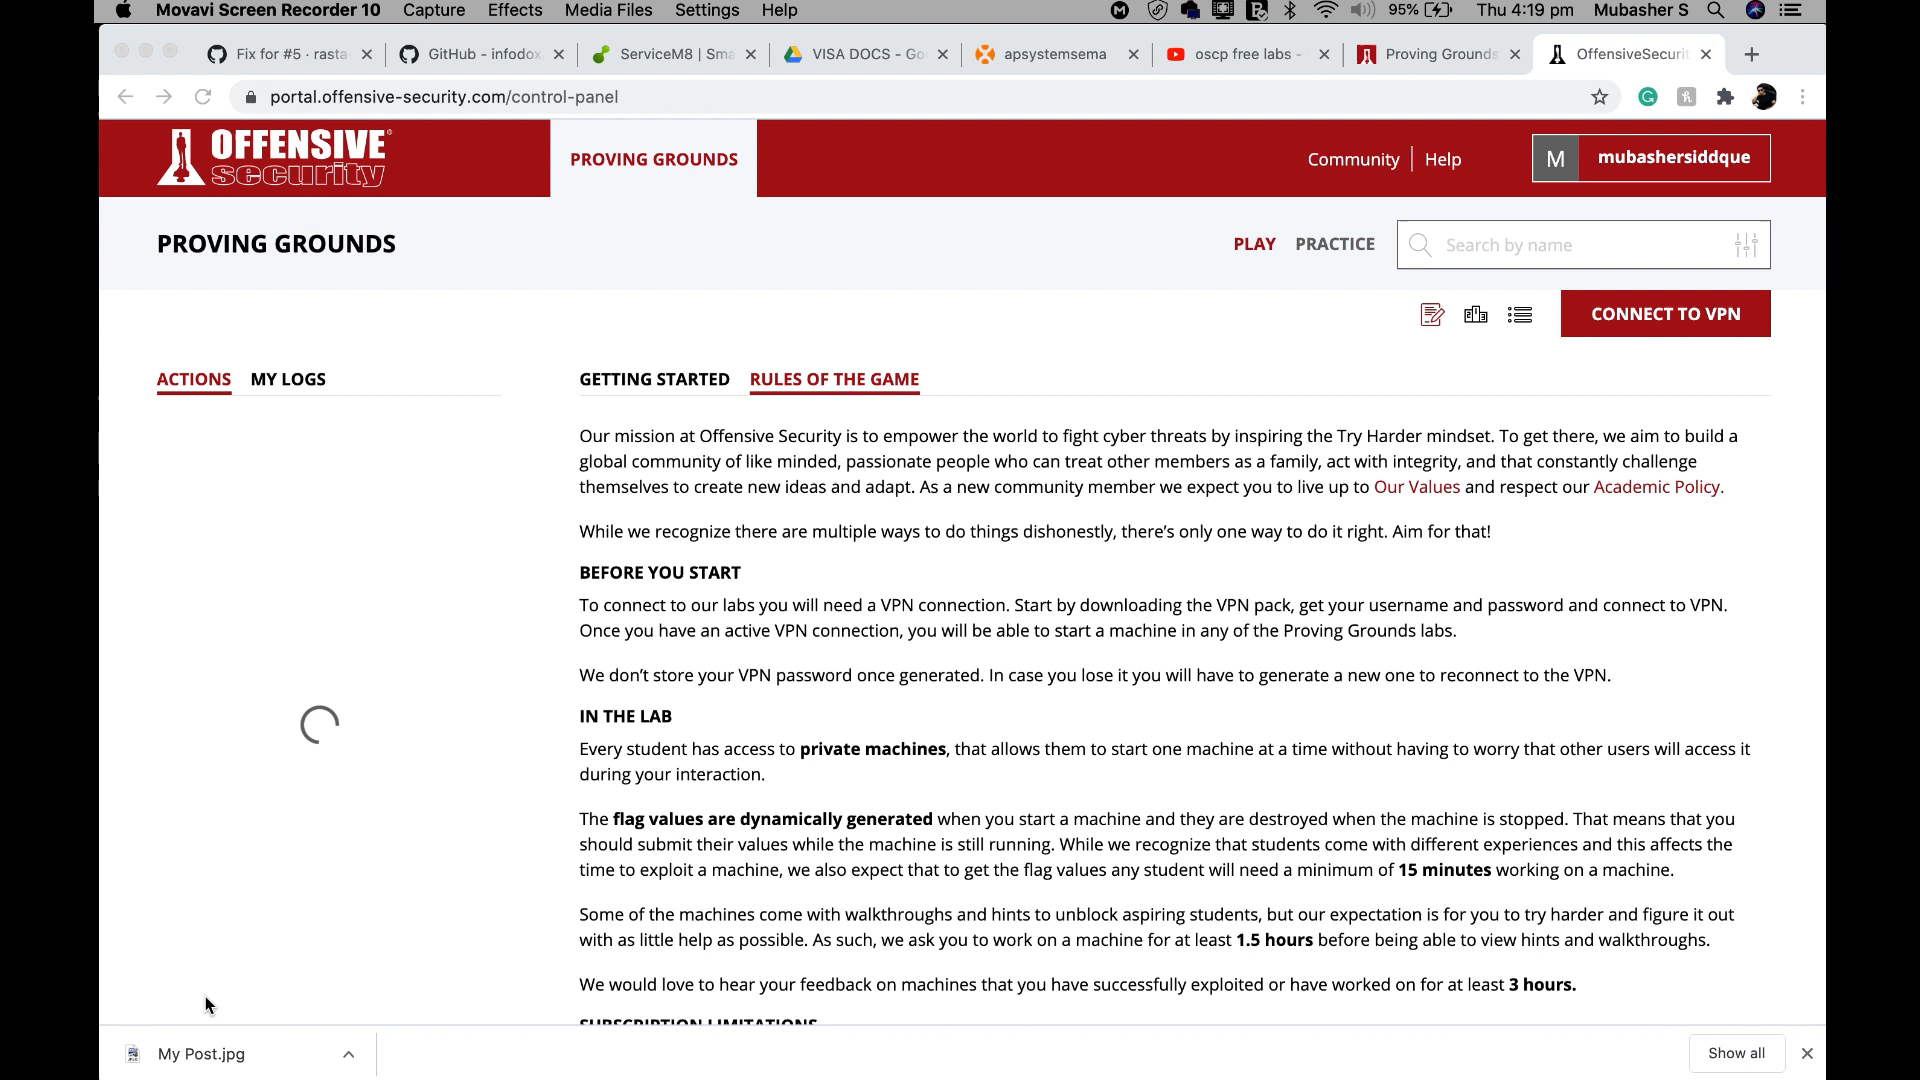 Movavi Screen Recorder 10 Capture Effects Media Files Settings Help 95% Thu 4:19 pm Mubasher S
Fix for #5 · rasta GitHub - infodox ServiceM8 | Sma VISA DOCS - Go apsystemsema oscp free labs - Proving Grounds OffensiveSecurit
portal.offensive-security.com/control-panel
OFFENSIVE
security
PROVING GROUNDS
Community Help M mubashersiddque
PROVING GROUNDS
PLAY PRACTICE Search by name
CONNECT TO VPN
ACTIONS MY LOGS
GETTING STARTED RULES OF THE GAME
Our mission at Offensive Security is to empower the world to fight cyber threats by inspiring the Try Harder mindset. To get there, we aim to build a
global community of like minded, passionate people who can treat other members as a family, act with integrity, and that constantly challenge
themselves to create new ideas and adapt. As a new community member we expect you to live up to Our Values and respect our Academic Policy.
While we recognize there are multiple ways to do things dishonestly, there's only one way to do it right. Aim for that!
BEFORE YOU START
To connect to our labs you will need a VPN connection. Start by downloading the VPN pack, get your username and password and connect to VPN.
Once you have an active VPN connection, you will be able to start a machine in any of the Proving Grounds labs.
We don't store your VPN password once generated. In case you lose it you will have to generate a new one to reconnect to the VPN.
IN THE LAB
Every student has access to private machines, that allows them to start one machine at a time without having to worry that other users will access it
during your interaction.
The flag values are dynamically generated when you start a machine and they are destroyed when the machine is stopped. That means that you
should submit their values while the machine is still running. While we recognize that students come with different experiences and this affects the
time to exploit a machine, we also expect that to get the flag values any student will need a minimum of 15 minutes working on a machine.
Some of the machines come with walkthroughs and hints to unblock aspiring students, but our expectation is for you to try harder and figure it out
with as little help as possible. As such, we ask you to work on a machine for at least 1.5 hours before being able to view hints and walkthroughs.
We would love to hear your feedback on machines that you have successfully exploited or have worked on for at least 3 hours.
SUBSCRIPTION LIMITATIONS
My Post.jpg
Show all